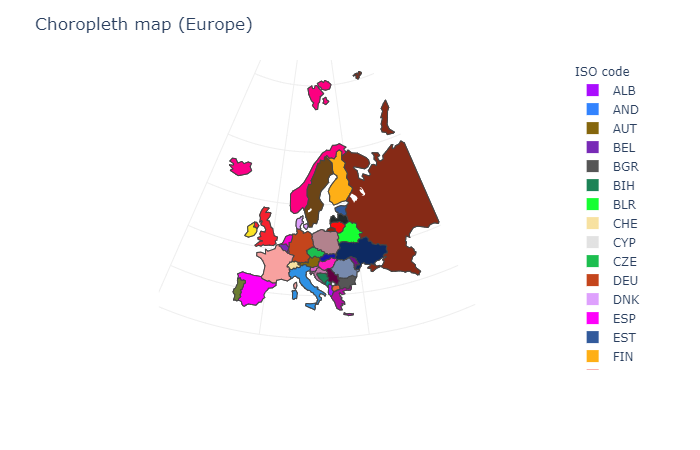 Choropleth map (Europe)
ISO code
ALB
AND
AUT
BEL
BGR
BIH
BLR
CHE
CYP
CZE
DEU
DNK
ESP
EST
FIN